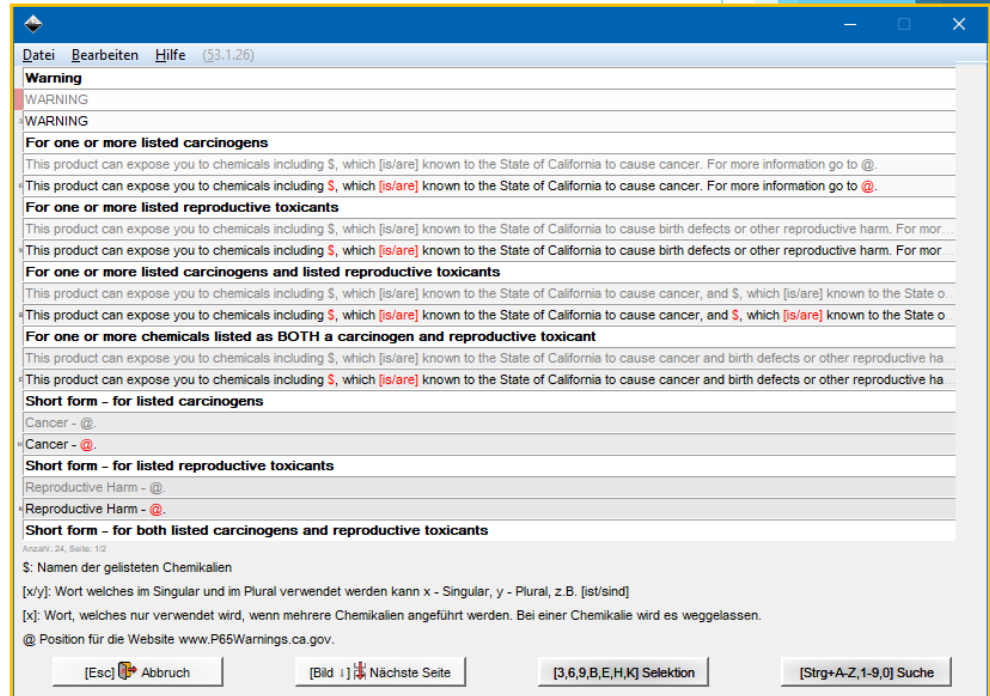 Datei Bearbeiten Hilfe (53.1.26)
Warning
WARNING
WARNING
For one or more listed carcinogens
This product can expose you to chemicals including $, which [is/are] known to the State of California to cause cancer. For more information go to @.
This product can expose you to chemicals including $, which [is/are] known to the State of California to cause cancer. For more information go to @.
For one or more listed reproductive toxicants
This product can expose you to chemicals including $, which [is/are] known to the State of California to cause birth defects or other reproductive harm. For mor...
This product can expose you to chemicals including $, which [is/are] known to the State of California to cause birth defects or other reproductive harm. For mor...
For one or more listed carcinogens and listed reproductive toxicants
This product can expose you to chemicals including $, which [is/are] known to the State of California to cause cancer, and $, which [is/are] known to the State o...
This product can expose you to chemicals including $, which [is/are] known to the State of California to cause cancer, and $, which [is/are] known to the State o...
For one or more chemicals listed as BOTH a carcinogen and reproductive toxicant
This product can expose you to chemicals including $, which [is/are] known to the State of California to cause cancer and birth defects or other reproductive ha...
This product can expose you to chemicals including $, which [is/are] known to the State of California to cause cancer and birth defects or other reproductive ha...
Short form – for listed carcinogens
Cancer - @.
Cancer - @.
Short form – for listed reproductive toxicants
Reproductive Harm - @.
Reproductive Harm - @.
Short form – for both listed carcinogens and reproductive toxicants
Anzahl: 24, Seite: 1/2
$: Namen der gelisteten Chemikalien
[x/y]: Wort welches im Singular und im Plural verwendet werden kann x - Singular, y - Plural, z.B. [ist/sind]
[x]: Wort, welches nur verwendet wird, wenn mehrere Chemikalien angeführt werden. Bei einer Chemikalie wird es weggelassen.
@ Position für die Website www.P65Warnings.ca.gov.
[Esc] Abbruch [Bild ↓] Nächste Seite [3,6,9,B,E,H,K] Selektion [Strg+A-Z,1-9,0] Suche